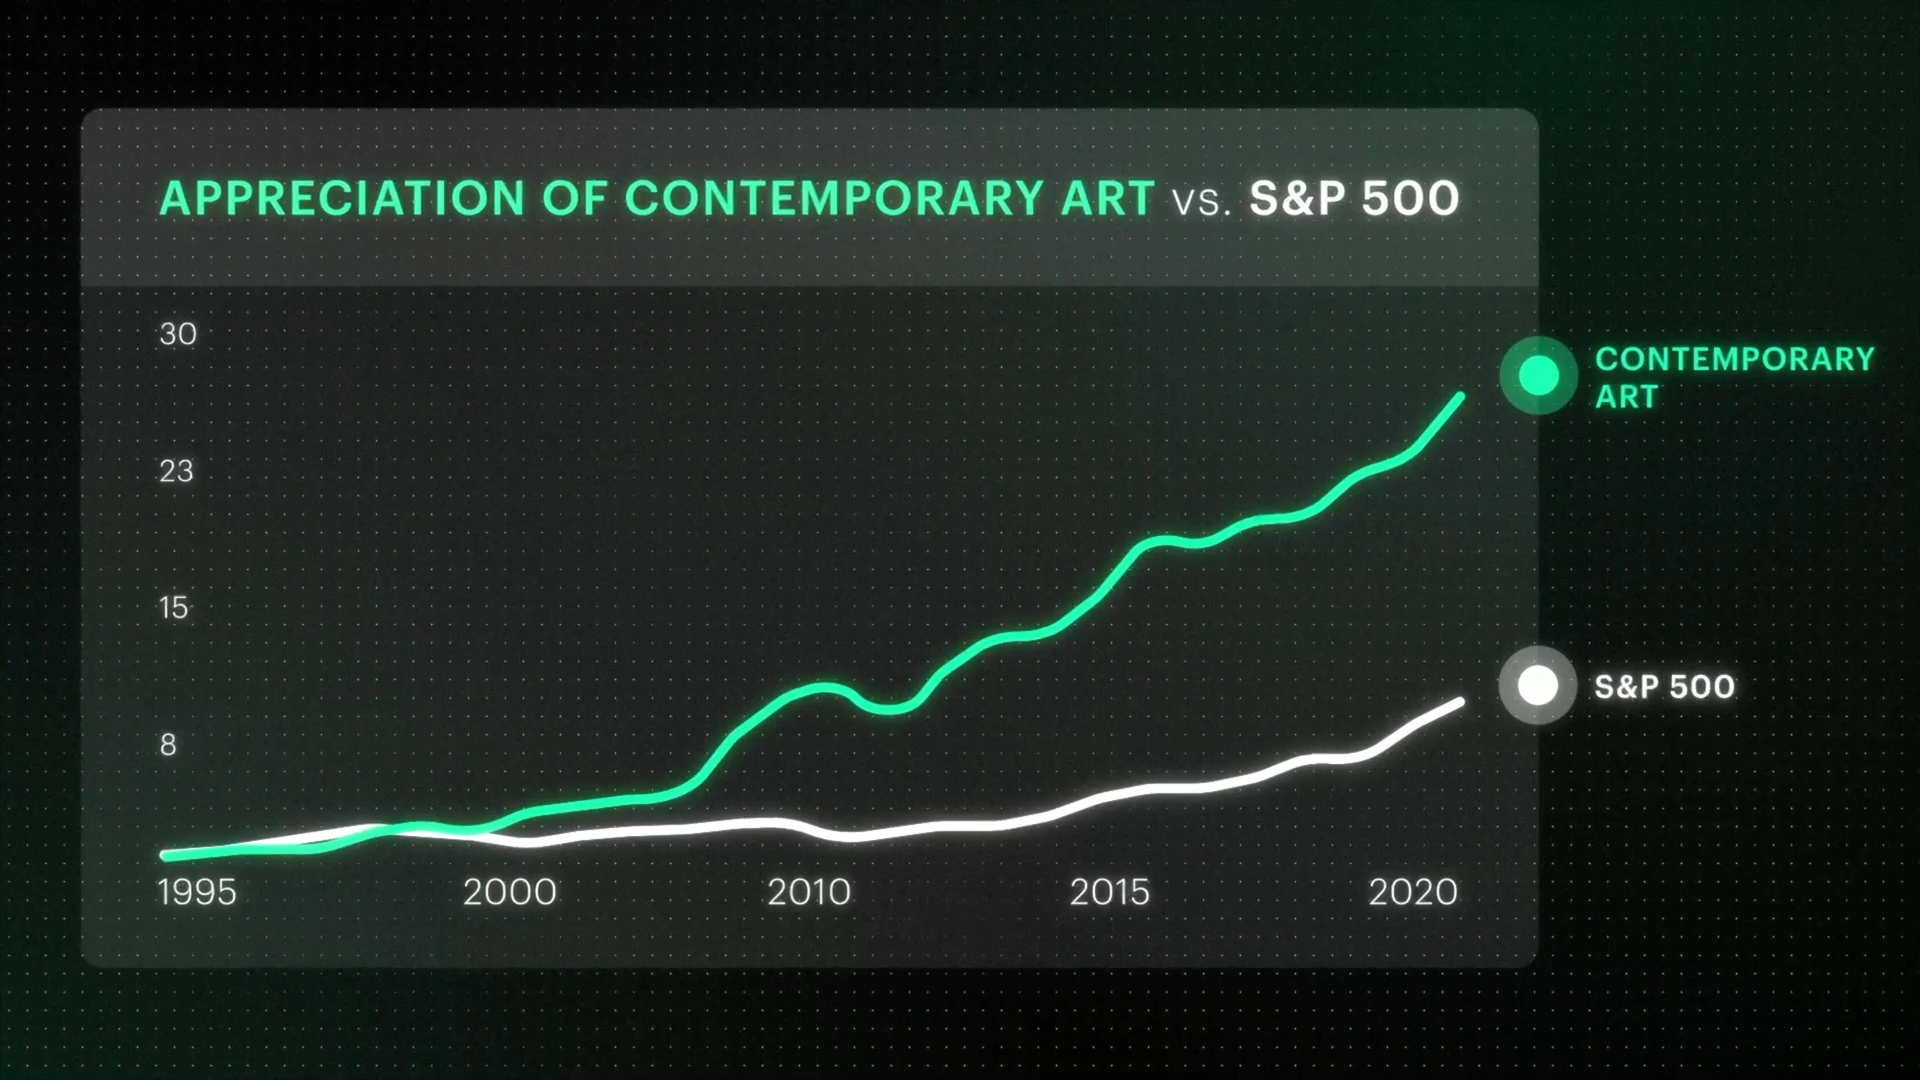 APPRECIATION OF CONTEMPORARY ART vs. S&P 500
30
CONTEMPORARY
ART
23
15
S&P 500
8
1995 2000 2010 2015 2020